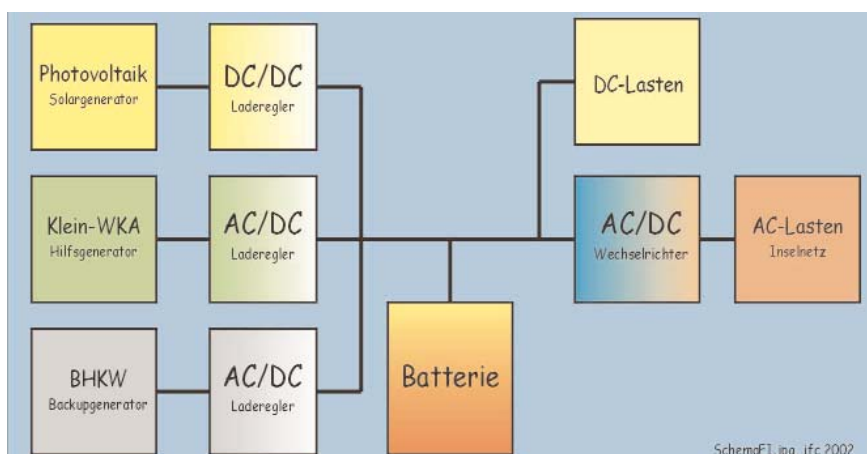 Photovoltaik
Solargenerator
DC/DC
Laderegler
DC-Lasten
Klein-WKA
Hilfsgenerator
AC/DC
Laderegler
AC/DC
Wechselrichter
AC-Lasten
Inselnetz
BHKW
Backupgenerator
AC/DC
Laderegler
Batterie
SchemaFI.jpg, ifc 2002